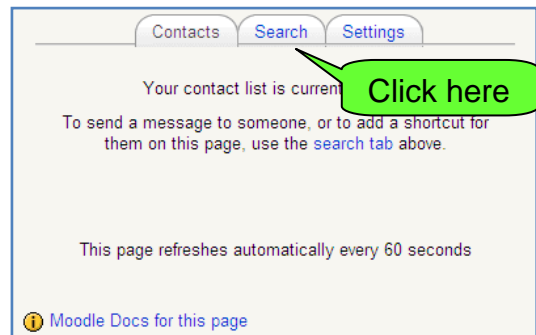 Contacts Search Settings
Your contact list is current
Click here
To send a message to someone, or to add a shortcut for
them on this page, use the search tab above.
This page refreshes automatically every 60 seconds
Moodle Docs for this page